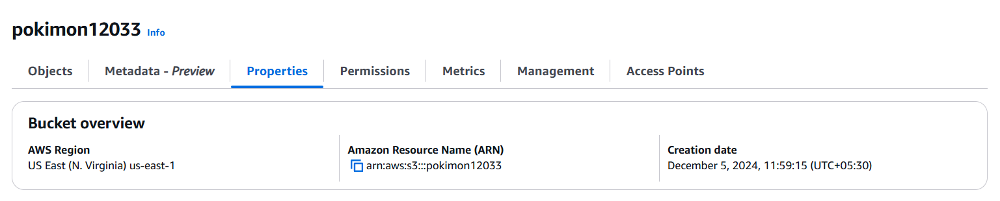 pokimon12033 Info
Objects Metadata - Preview Properties Permissions Metrics Management Access Points
Bucket overview
AWS Region
US East (N. Virginia) us-east-1
Amazon Resource Name (ARN)
arn:aws:s3:::pokimon12033
Creation date
December 5, 2024, 11:59:15 (UTC+05:30)